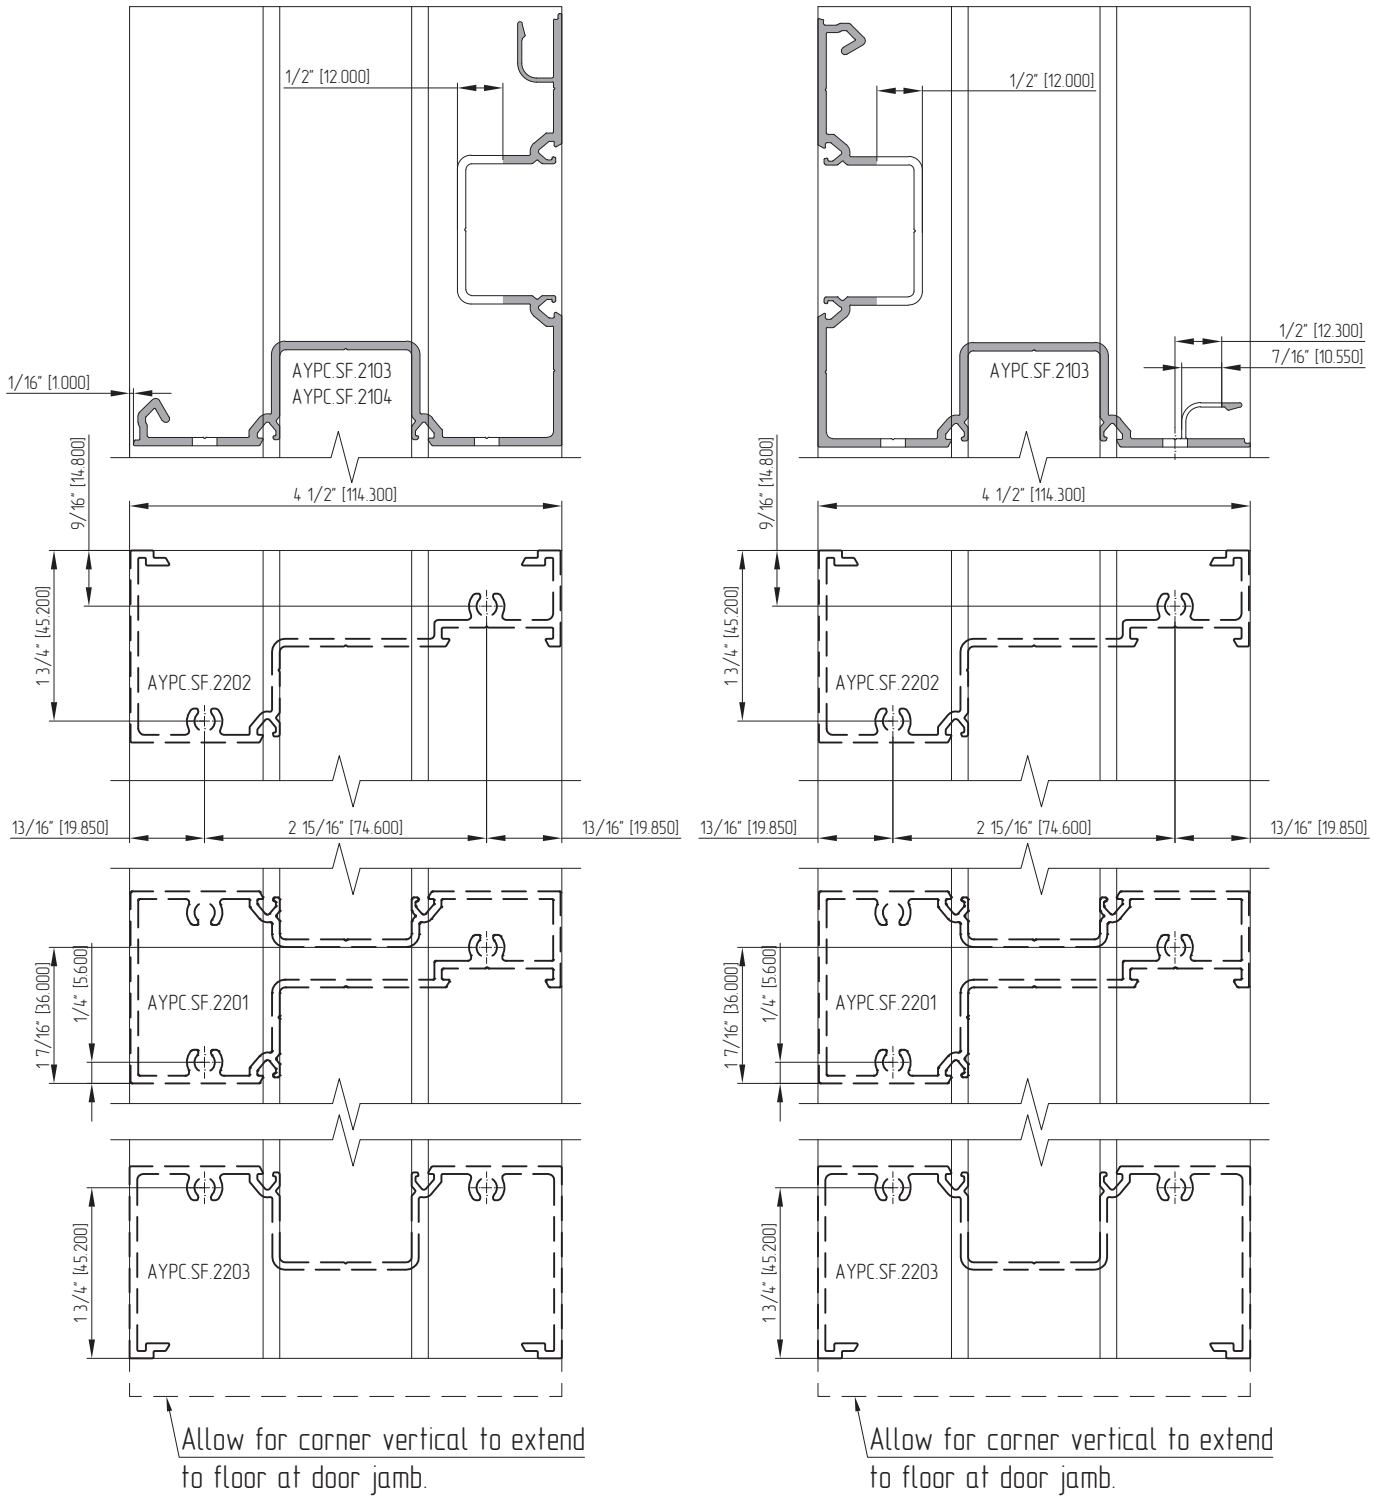 1/2" [12.000]
1/2" [12.000]
1/2" [12.300]
7/16" [10.550]
AYPC.SF.2103
AYPC.SF.2104
AYPC.SF.2103
1/16" [1.000]
9/16" [14.800]
4 1/2" [114.300]
9/16" [14.800]
4 1/2" [114.300]
1 3/4" [45.200]
AYPC.SF.2202
1 3/4" [45.200]
AYPC.SF.2202
13/16" [19.850]
2 15/16" [74.600]
13/16" [19.850]
13/16" [19.850]
2 15/16" [74.600]
13/16" [19.850]
1 7/16" [36.000]
1/4" [5.600]
AYPC.SF.2201
1 7/16" [36.000]
1/4" [5.600]
AYPC.SF.2201
1 3/4" [45.200]
AYPC.SF.2203
1 3/4" [45.200]
AYPC.SF.2203
Allow for corner vertical to extend
to floor at door jamb.
Allow for corner vertical to extend
to floor at door jamb.